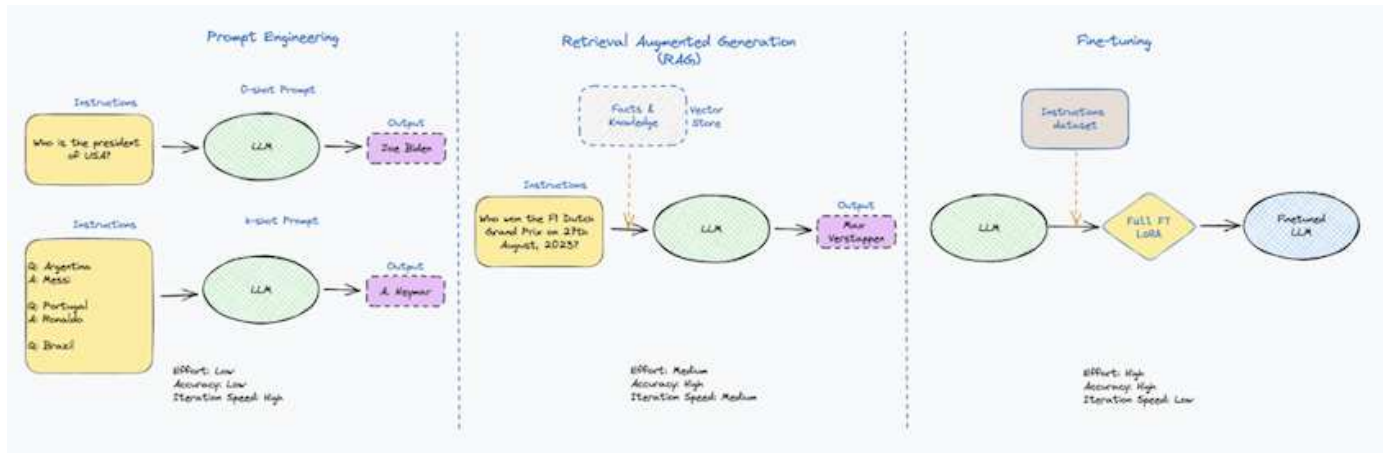 Prompt Engineering
0-shot Prompt
Instructions
Who is the president
of USA?
LLM
Output
Joe Biden
k-shot Prompt
Instructions
Q: Argentina
A: Messi
Q: Portugal
A: Ronaldo
Q: Brazil
LLM
Output
A: Neymar
Effort: Low
Accuracy: Low
Iteration Speed: High
Retrieval Augmented Generation
(RAG)
Facts &
Knowledge
Vector
Store
Instructions
Who won the F1 Dutch
Grand Prix on 27th
August, 2023?
LLM
Output
Max
Verstappen
Effort: Medium
Accuracy: High
Iteration Speed: Medium
Fine-tuning
Instructions
dataset
LLM
Full FT
LoRA
Finetuned
LLM
Effort: High
Accuracy: High
Iteration Speed: Low